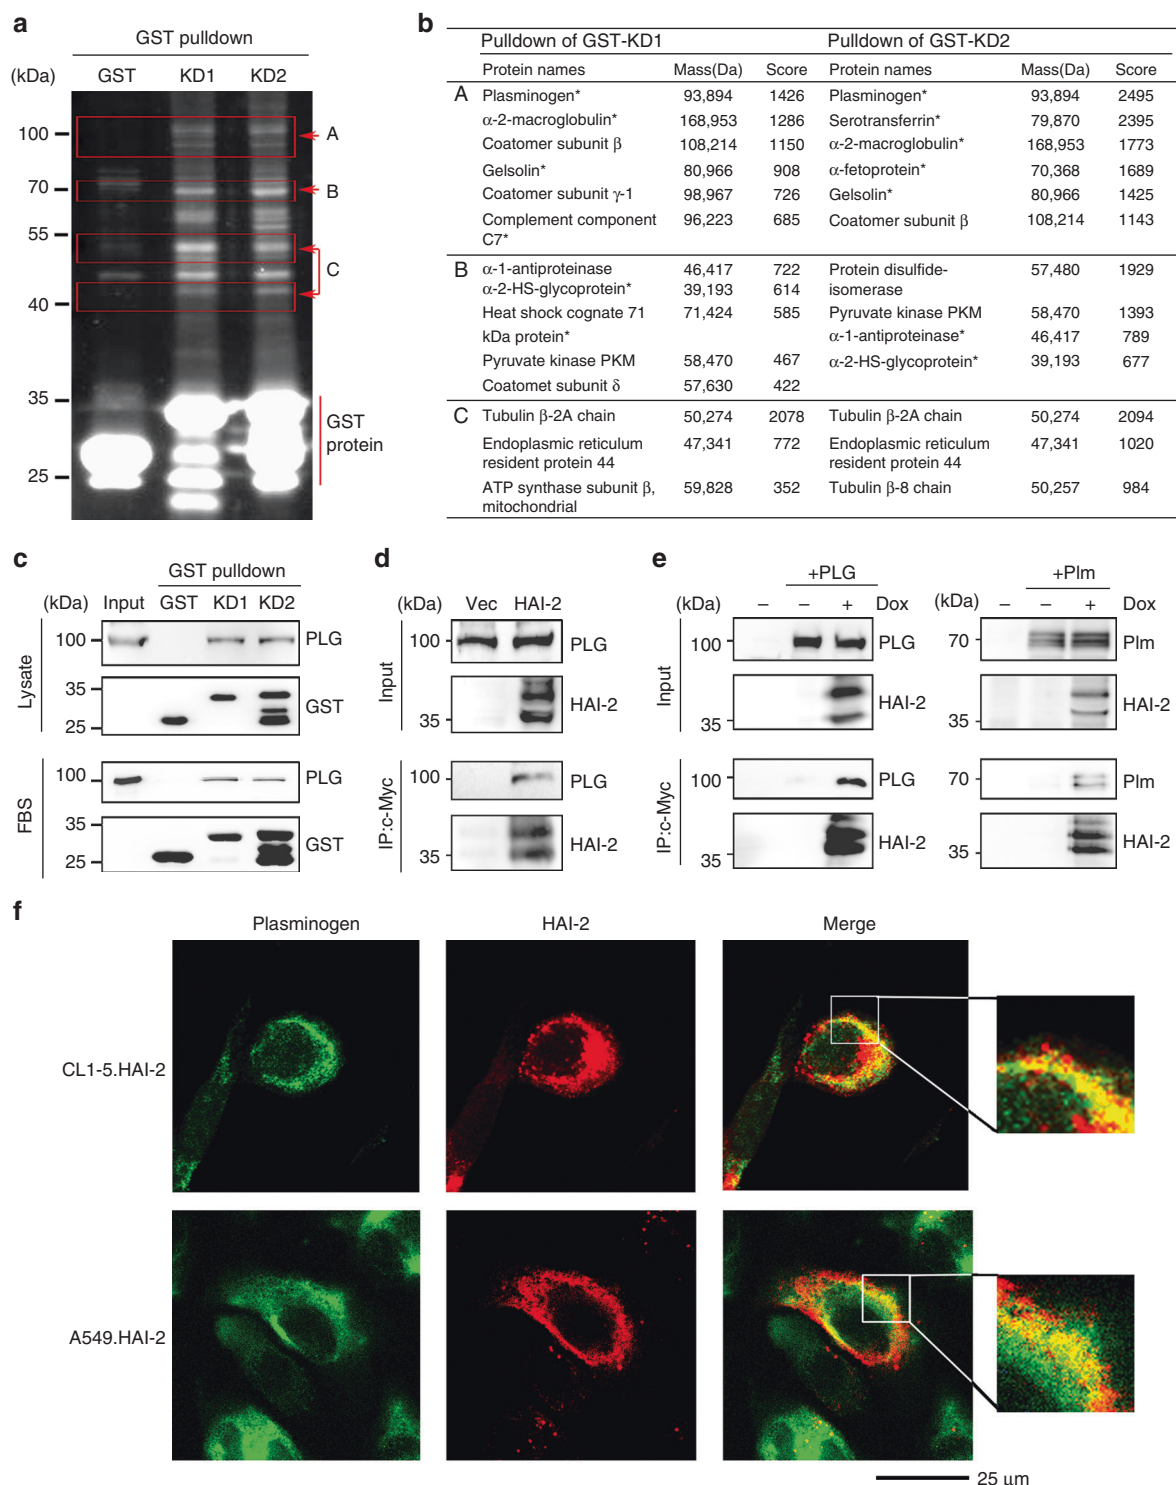 a
GST pulldown
(kDa) GST KD1 KD2
100
70
55
40
35
25
A
B
C
GST
protein
b
Pulldown of GST-KD1 Pulldown of GST-KD2
Protein names Mass(Da) Score Protein names Mass(Da) Score
A Plasminogen* 93,894 1426 Plasminogen* 93,894 2495
α-2-macroglobulin* 168,953 1286 Serotransferrin* 79,870 2395
Coatomer subunit β 108,214 1150 α-2-macroglobulin* 168,953 1773
Gelsolin* 80,966 908 α-fetoprotein* 70,368 1689
Coatomer subunit γ-1 98,967 726 Gelsolin* 80,966 1425
Complement component 96,223 685 Coatomer subunit β 108,214 1143
C7*
B α-1-antiproteinase 46,417 722 Protein disulfide- 57,480 1929
α-2-HS-glycoprotein* 39,193 614 isomerase
Heat shock cognate 71 71,424 585 Pyruvate kinase PKM 58,470 1393
kDa protein* α-1-antiproteinase* 46,417 789
Pyruvate kinase PKM 58,470 467 α-2-HS-glycoprotein* 39,193 677
Coatomet subunit δ 57,630 422
C Tubulin β-2A chain 50,274 2078 Tubulin β-2A chain 50,274 2094
Endoplasmic reticulum 47,341 772 Endoplasmic reticulum 47,341 1020
resident protein 44 resident protein 44
ATP synthase subunit β, 59,828 352 Tubulin β-8 chain 50,257 984
mitochondrial
c
GST pulldown
(kDa) Input GST KD1 KD2
Lysate
100 PLG
35
25
GST
FBS
100 PLG
35
25
GST
d
(kDa) Vec HAI-2
Input
100 PLG
35 HAI-2
IP:c-Myc
100 PLG
35 HAI-2
e
+PLG
(kDa) – – + Dox
Input
100 PLG
35 HAI-2
IP:c-Myc
100 PLG
35 HAI-2
+Plm
(kDa) – – + Dox
70 Plm
35 HAI-2
70 Plm
35 HAI-2
f
Plasminogen HAI-2 Merge
CL1-5.HAI-2
A549.HAI-2
25 μm